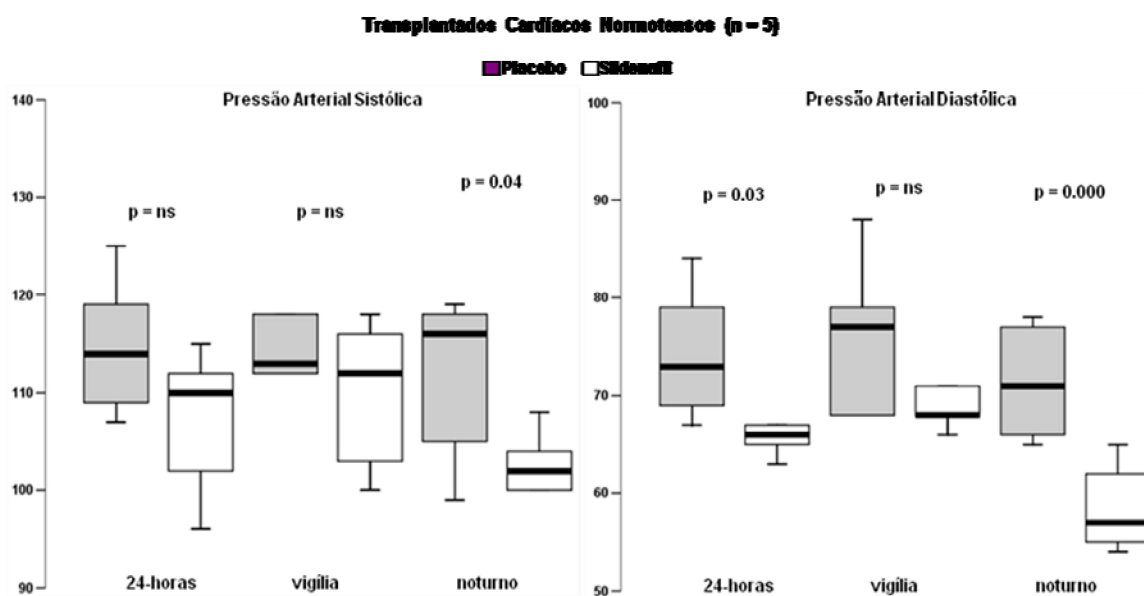 Transplantados Cardíacos Normotensos (n = 5)
Placebo Sildenafil
Pressão Arterial Sistólica
140
130
120
110
100
90
p = ns
p = ns
p = 0.04
24-horas vigília noturno
Pressão Arterial Diastólica
100
90
80
70
60
50
p = 0.03
p = ns
p = 0.000
24-horas vigília noturno